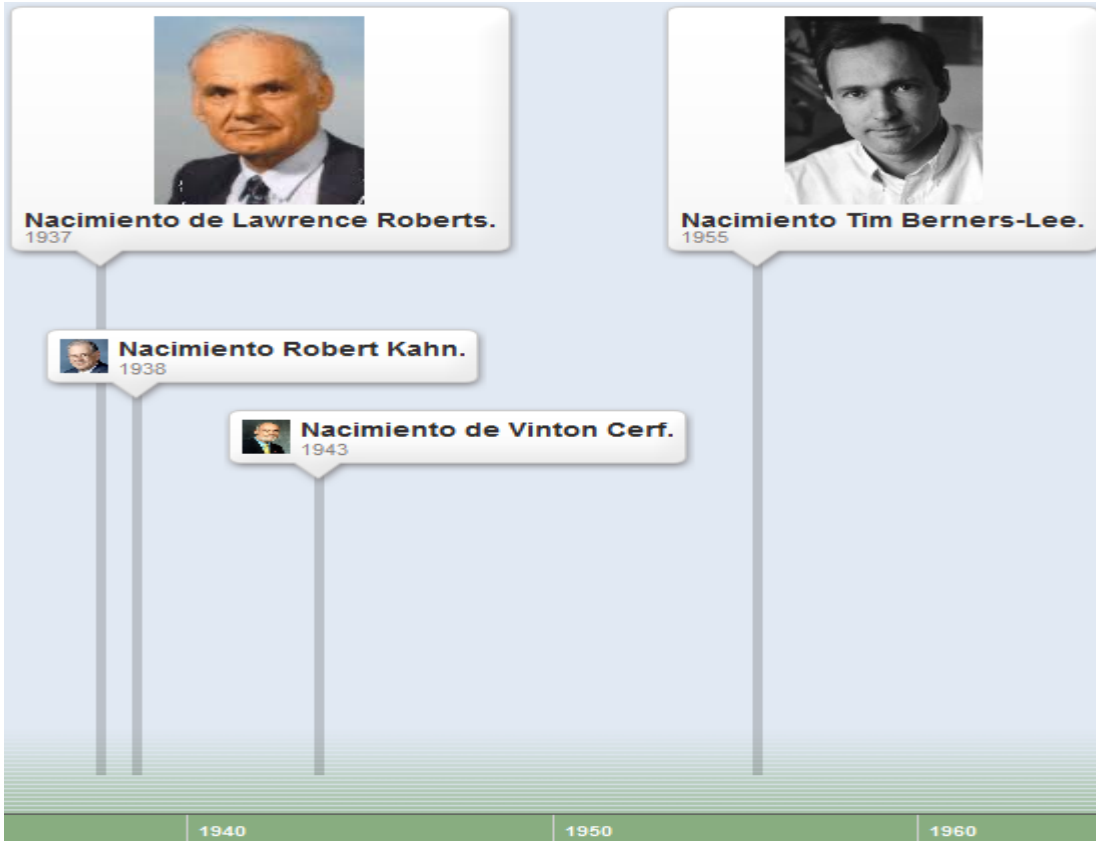 Nacimiento de Lawrence Roberts.
1937
Nacimiento Tim Berners-Lee.
1955
Nacimiento Robert Kahn.
1938
Nacimiento de Vinton Cerf.
1943
1940
1950
1960